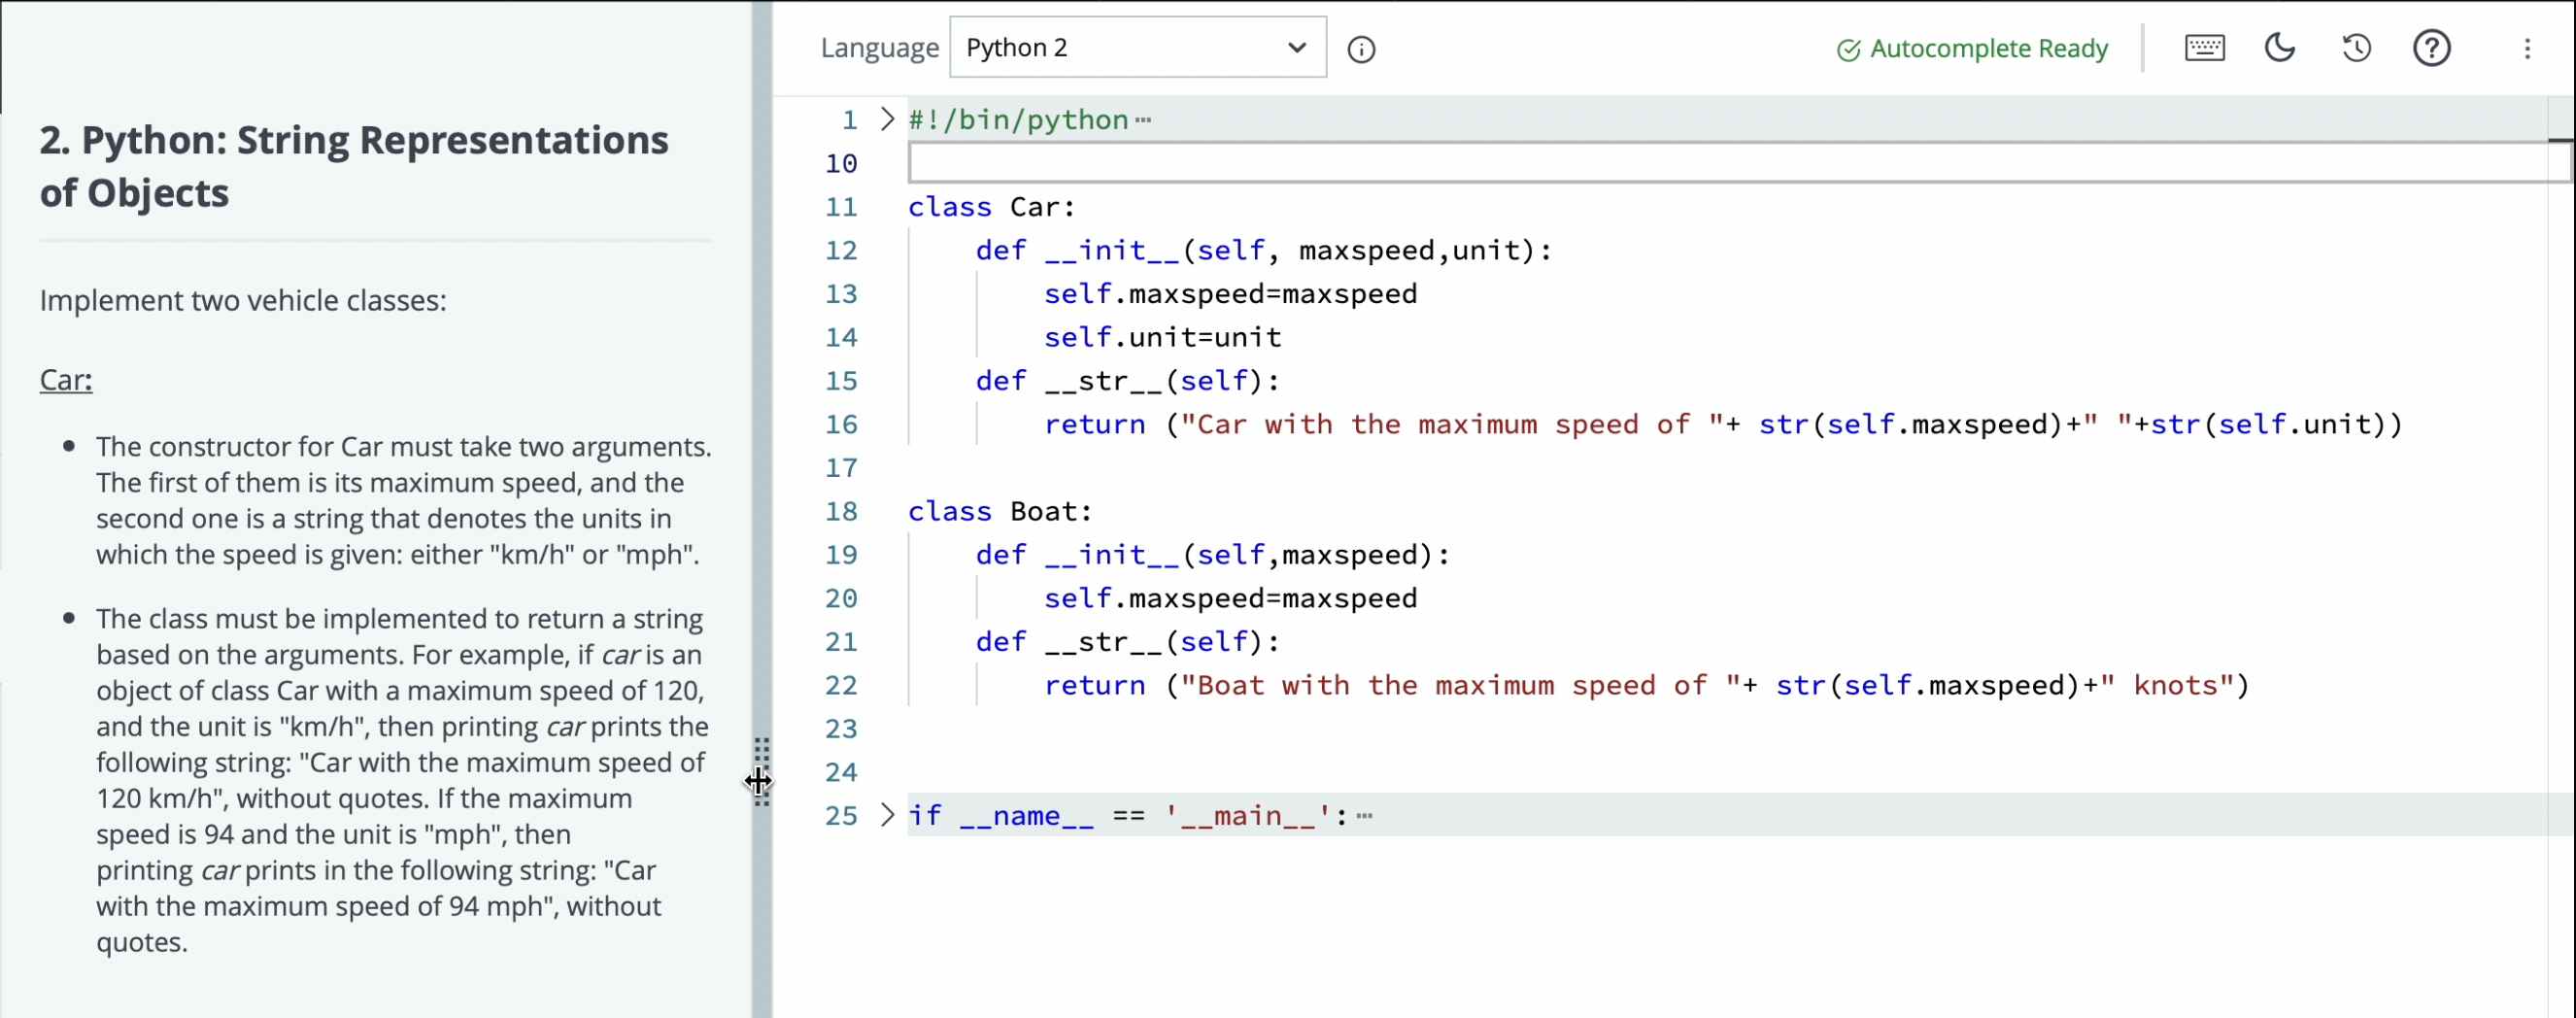 2. Python: String Representations
of Objects
Implement two vehicle classes:
Car:
• The constructor for Car must take two arguments.
The first of them is its maximum speed, and the
second one is a string that denotes the units in
which the speed is given: either "km/h" or "mph".
• The class must be implemented to return a string
based on the arguments. For example, if car is an
object of class Car with a maximum speed of 120,
and the unit is "km/h", then printing car prints the
following string: "Car with the maximum speed of
120 km/h", without quotes. If the maximum
speed is 94 and the unit is "mph", then
printing car prints in the following string: "Car
with the maximum speed of 94 mph", without
quotes.
Language Python 2 Autocomplete Ready
1 #!/bin/python
10
11 class Car:
12     def __init__(self, maxspeed,unit):
13         self.maxspeed=maxspeed
14         self.unit=unit
15     def __str__(self):
16         return ("Car with the maximum speed of "+ str(self.maxspeed)+" "+str(self.unit))
17
18 class Boat:
19     def __init__(self,maxspeed):
20         self.maxspeed=maxspeed
21     def __str__(self):
22         return ("Boat with the maximum speed of "+ str(self.maxspeed)+" knots")
23
24
25 if __name__ == '__main__':